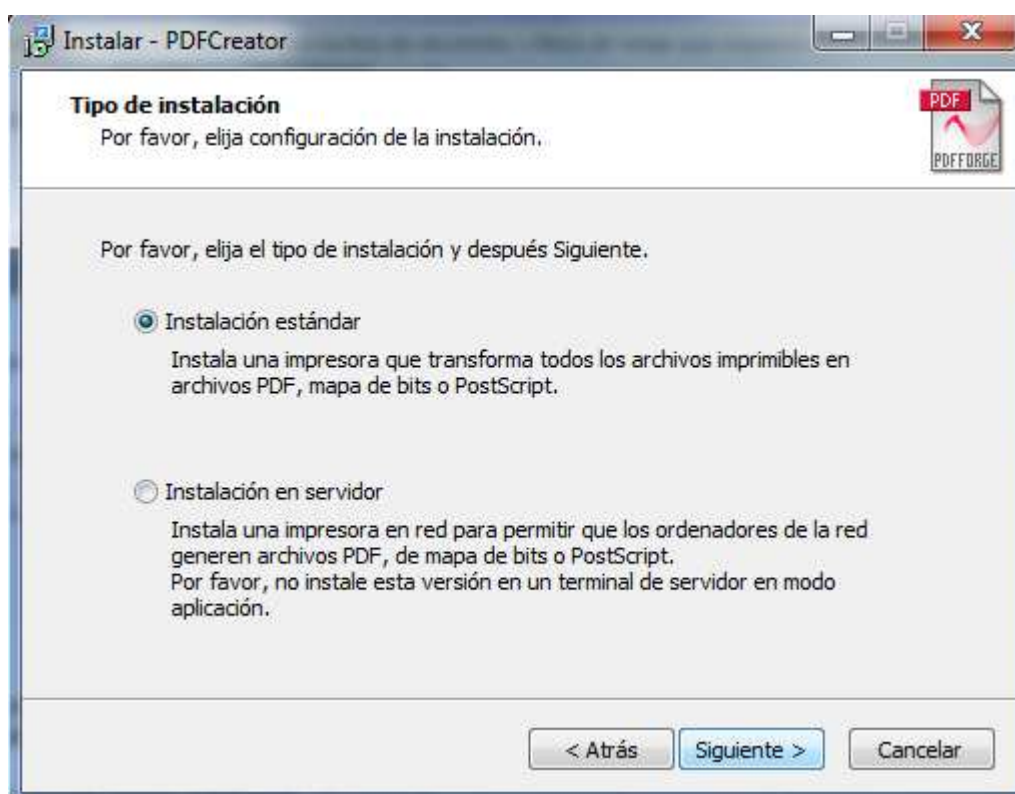 Instalar - PDFCreator
Tipo de instalación
Por favor, elija configuración de la instalación.
PDF
PDFFORGE
Por favor, elija el tipo de instalación y después Siguiente.
Instalación estándar
Instala una impresora que transforma todos los archivos imprimibles en
archivos PDF, mapa de bits o PostScript.
Instalación en servidor
Instala una impresora en red para permitir que los ordenadores de la red
generen archivos PDF, de mapa de bits o PostScript.
Por favor, no instale esta versión en un terminal de servidor en modo
aplicación.
< Atrás
Siguiente >
Cancelar